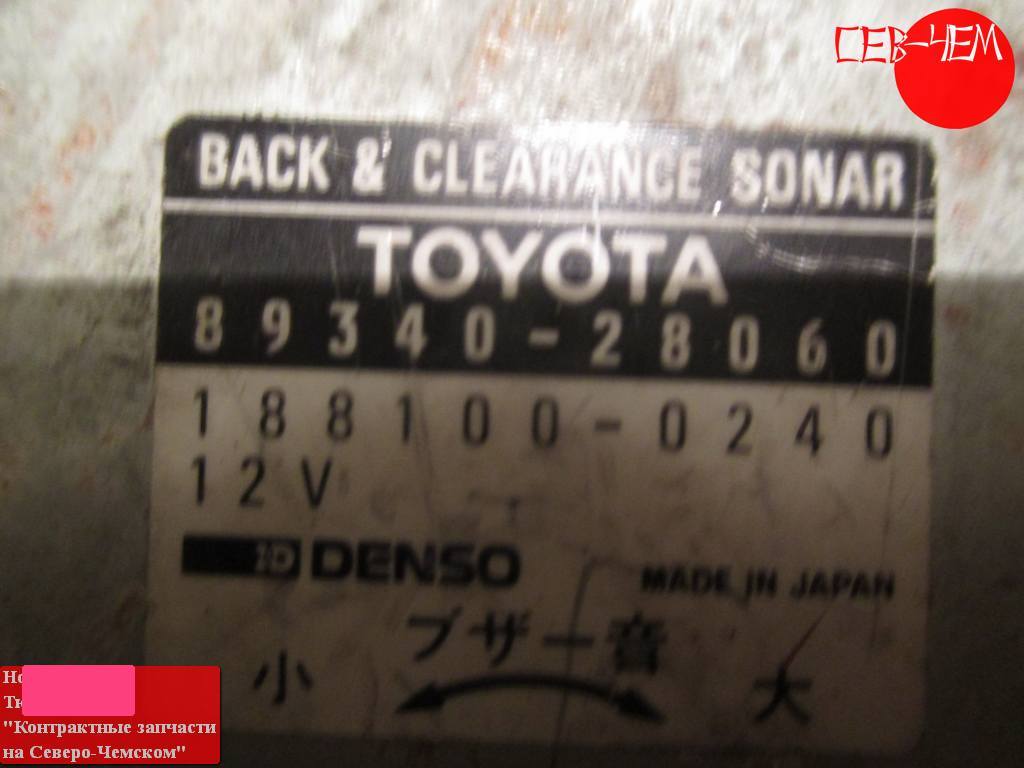 СЕВ-ЧЕМ
BACK & CLEARANCE SONAR
TOYOTA
89340-28060
188100-0240
12V
DENSO
MADE IN JAPAN
ブザー音
小 大
"Контрактные запчасти
на Северо-Чемском"